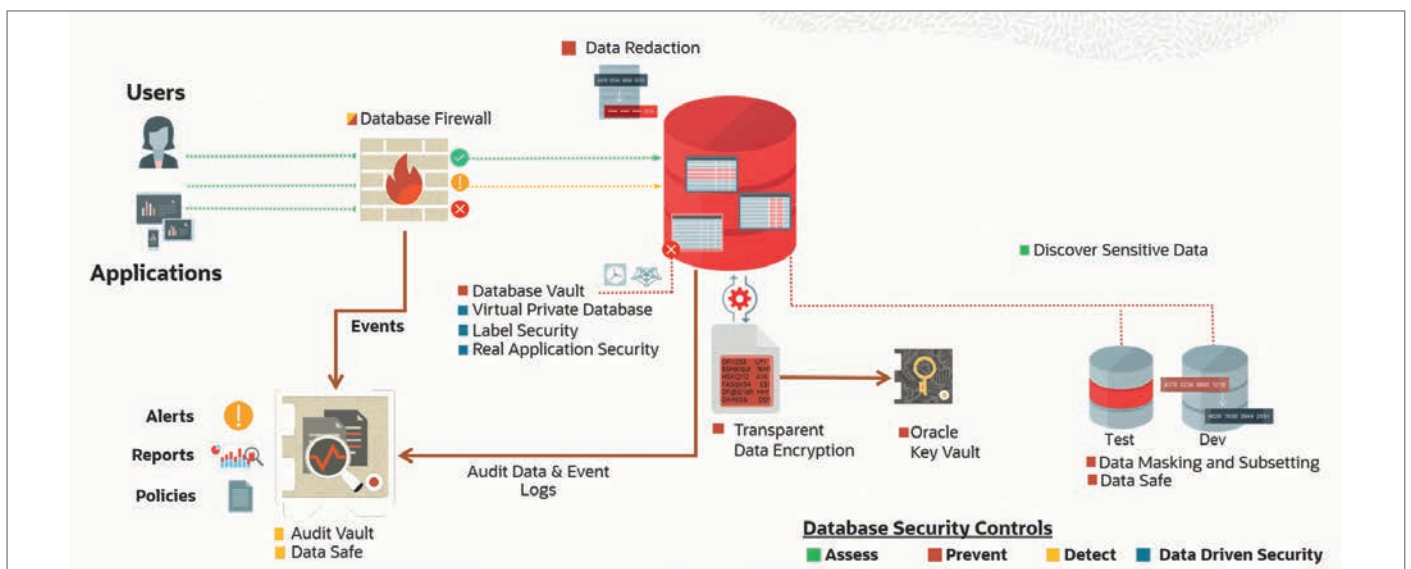 Data Redaction
Users
Database Firewall
Applications
Discover Sensitive Data
Database Vault
Virtual Private Database
Label Security
Real Application Security
Events
Alerts
Reports
Policies
Audit Data & Event
Logs
Transparent
Data Encryption
Oracle
Key Vault
Test
Dev
Data Masking and Subsetting
Data Safe
Audit Vault
Data Safe
Database Security Controls
Assess
Prevent
Detect
Data Driven Security